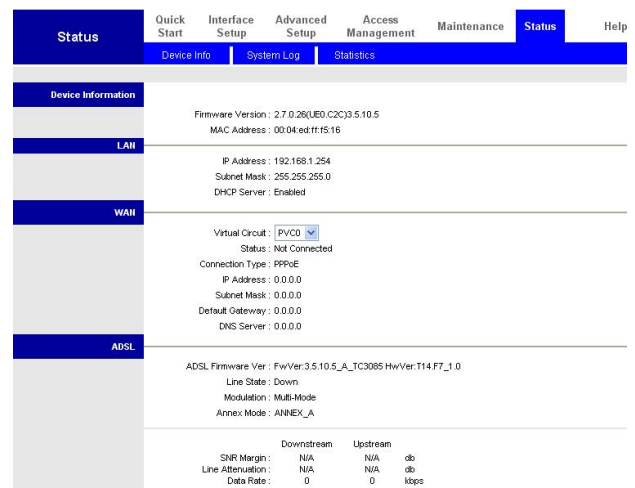 Status
Quick Start
Interface Setup
Advanced Setup
Access Management
Maintenance
Status
Help
Device Info
System Log
Statistics
Device Information
Firmware Version : 2.7.0.26(UE0.C2C)3.5.10.5
MAC Address : 00:04:ed:ff:f5:16
LAN
IP Address : 192.168.1.254
Subnet Mask : 255.255.255.0
DHCP Server : Enabled
WAN
Virtual Circuit : PVC0
Status : Not Connected
Connection Type : PPPoE
IP Address : 0.0.0.0
Subnet Mask : 0.0.0.0
Default Gateway : 0.0.0.0
DNS Server : 0.0.0.0
ADSL
ADSL Firmware Ver : FwVer:3.5.10.5_A_TC3085 HwVer:T14.F7_1.0
Line State : Down
Modulation : Multi-Mode
Annex Mode : ANNEX_A
Downstream Upstream
SNR Margin : N/A N/A db
Line Attenuation : N/A N/A db
Data Rate : 0 0 kbps